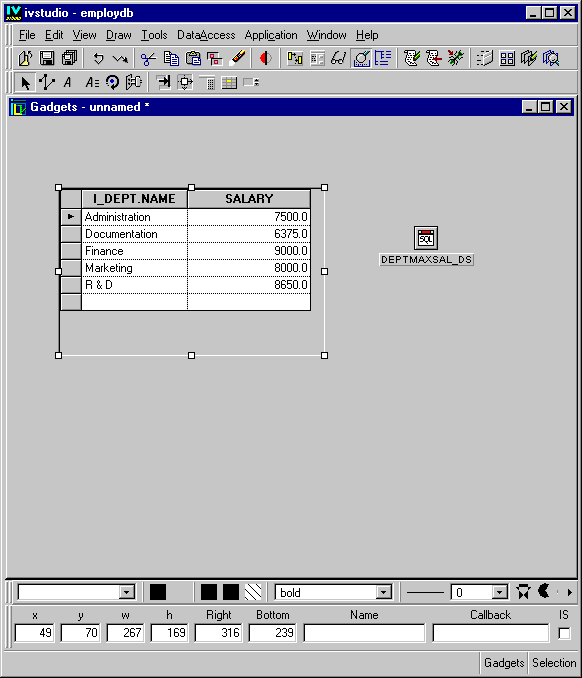 IV STUDIO ivstudio - employdb
File Edit View Draw Tools DataAccess Application Window Help
A A
Gadgets - unnamed *
I_DEPT.NAME SALARY
Administration 7500.0
Documentation 6375.0
Finance 9000.0
Marketing 8000.0
R & D 8650.0
SQL
DEPTMAXSAL_DS
bold 0
x y w h Right Bottom Name Callback IS
49 70 267 169 316 239
Gadgets Selection